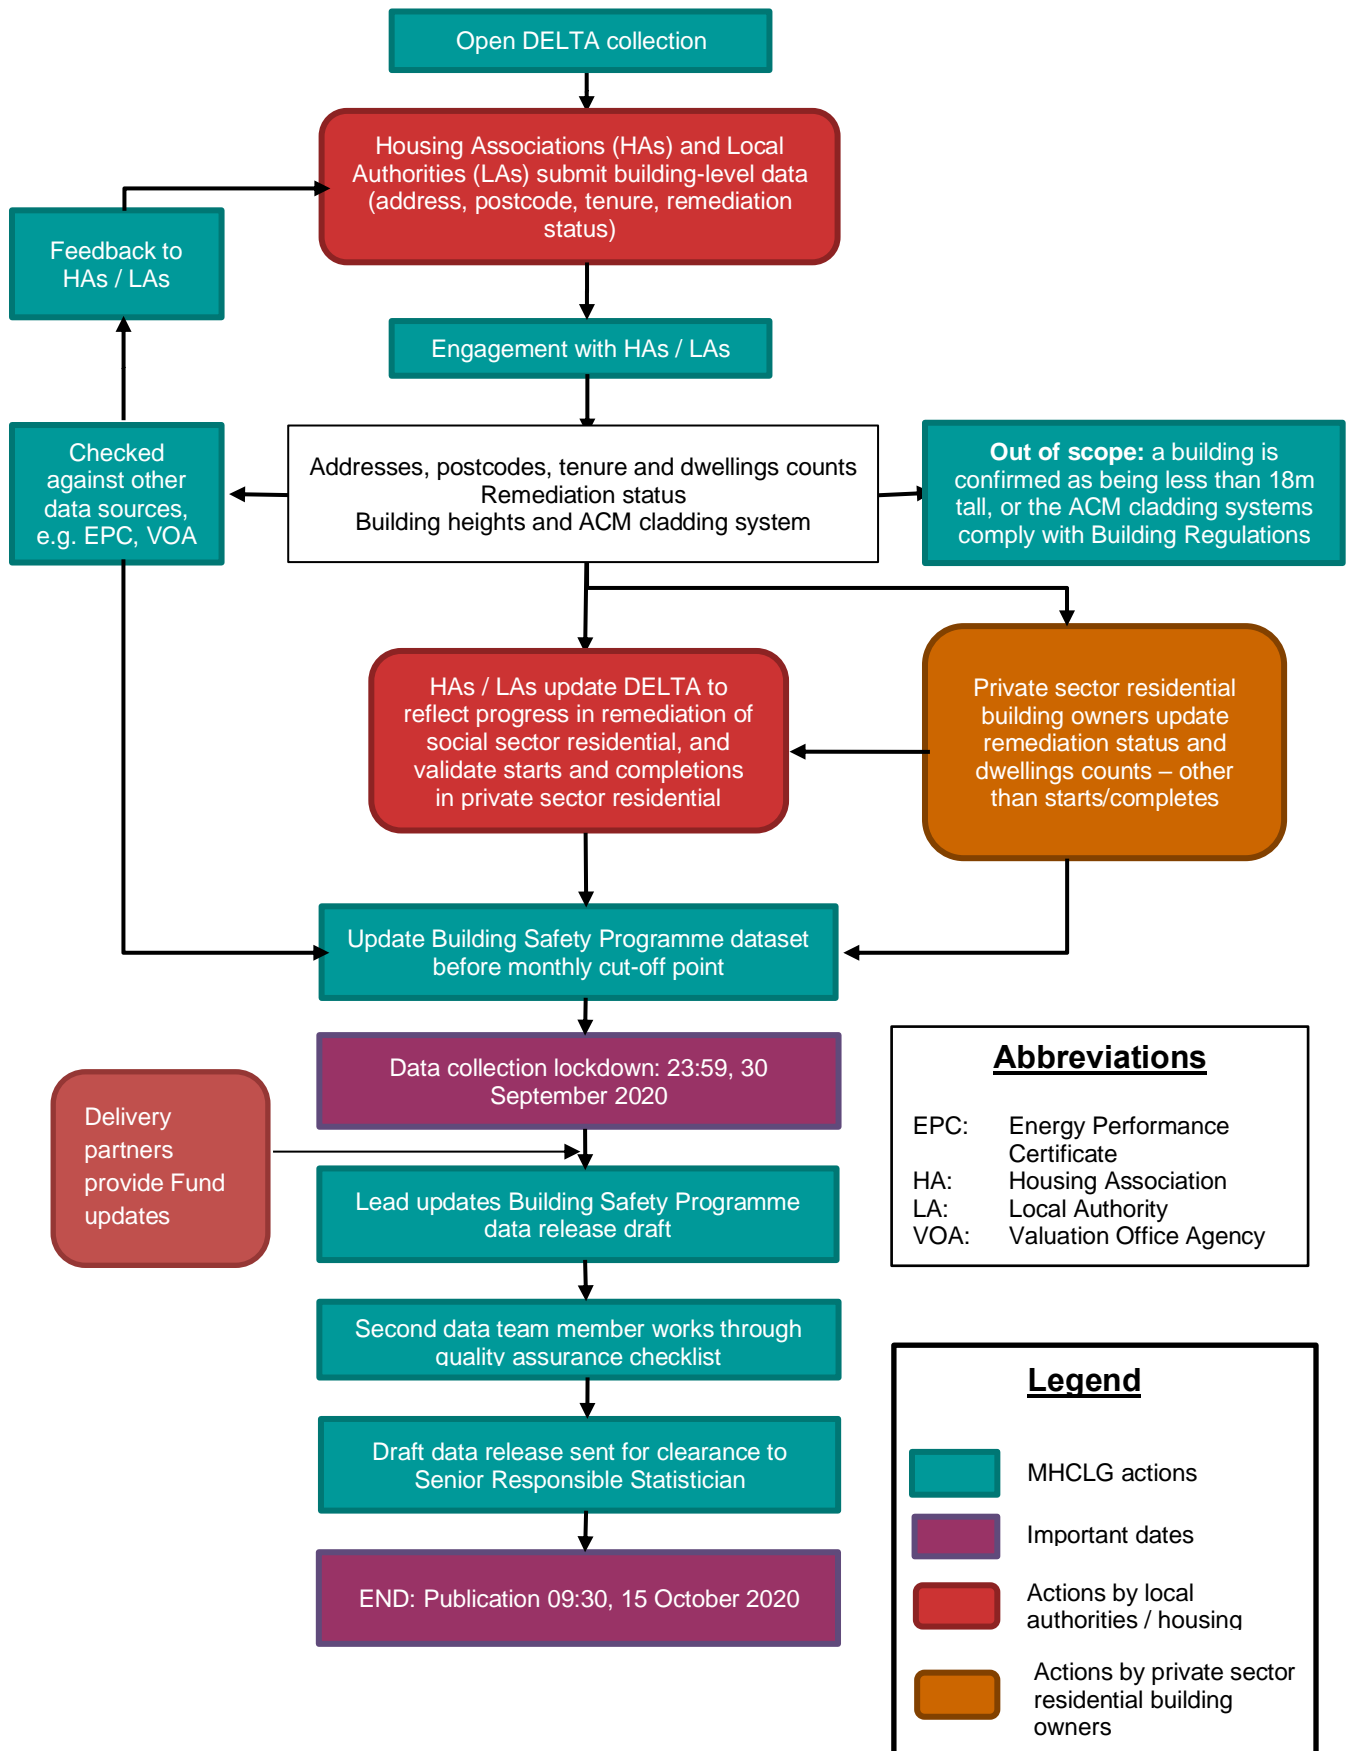 Open DELTA collection
Housing Associations (HAs) and Local
Authorities (LAs) submit building-level data
(address, postcode, tenure, remediation
status)
Feedback to
HAs / LAs
Engagement with HAs / LAs
Checked
against other
data sources,
e.g. EPC, VOA
Addresses, postcodes, tenure and dwellings counts
Remediation status
Building heights and ACM cladding system
Out of scope: a building is
confirmed as being less than 18m
tall, or the ACM cladding systems
comply with Building Regulations
HAs / LAs update DELTA to
reflect progress in remediation of
social sector residential, and
validate starts and completions
in private sector residential
Private sector residential
building owners update
remediation status and
dwellings counts – other
than starts/completes
Update Building Safety Programme dataset
before monthly cut-off point
Data collection lockdown: 23:59, 30
September 2020
Delivery
partners
provide Fund
updates
Lead updates Building Safety Programme
data release draft
Second data team member works through
quality assurance checklist
Draft data release sent for clearance to
Senior Responsible Statistician
END: Publication 09:30, 15 October 2020
Abbreviations
EPC: Energy Performance
Certificate
HA: Housing Association
LA: Local Authority
VOA: Valuation Office Agency
Legend
MHCLG actions
Important dates
Actions by local
authorities / housing
Actions by private sector
residential building
owners